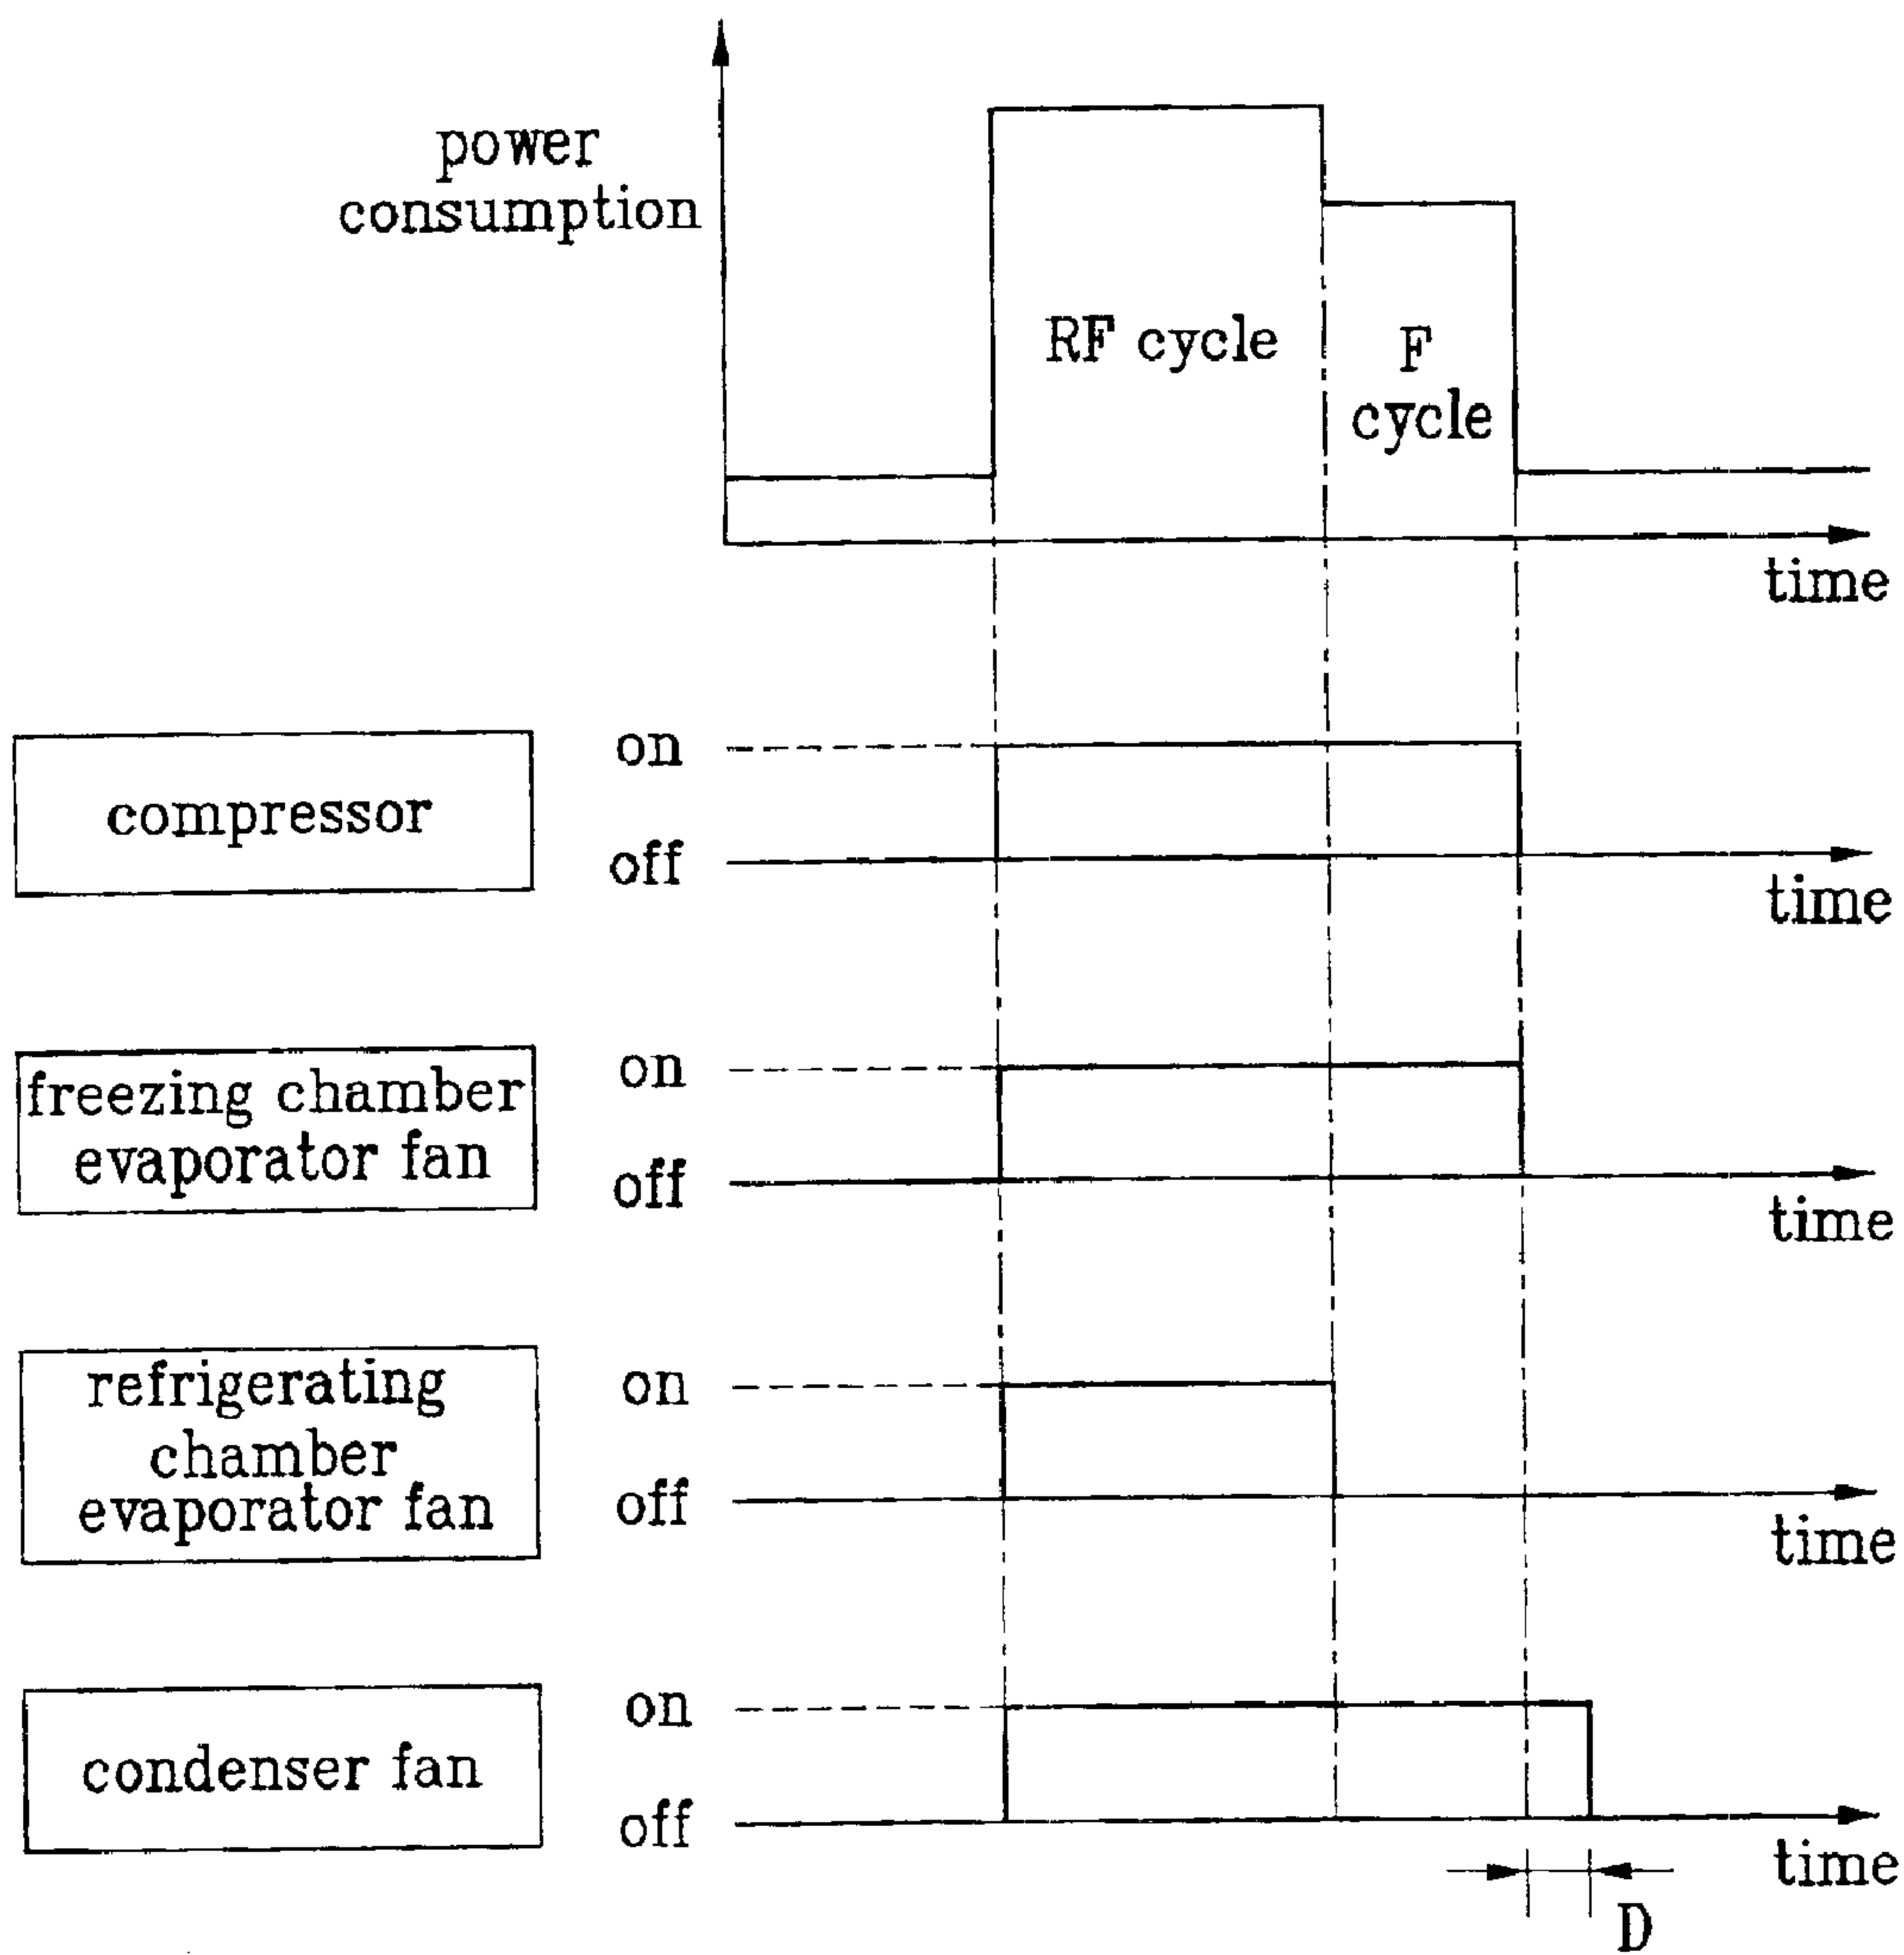 power
consumption
RF cycle
F
cycle
time
compressor
on
off
time
freezing chamber
evaporator fan
on
off
time
refrigerating
chamber
evaporator fan
on
off
time
condenser fan
on
off
time
D